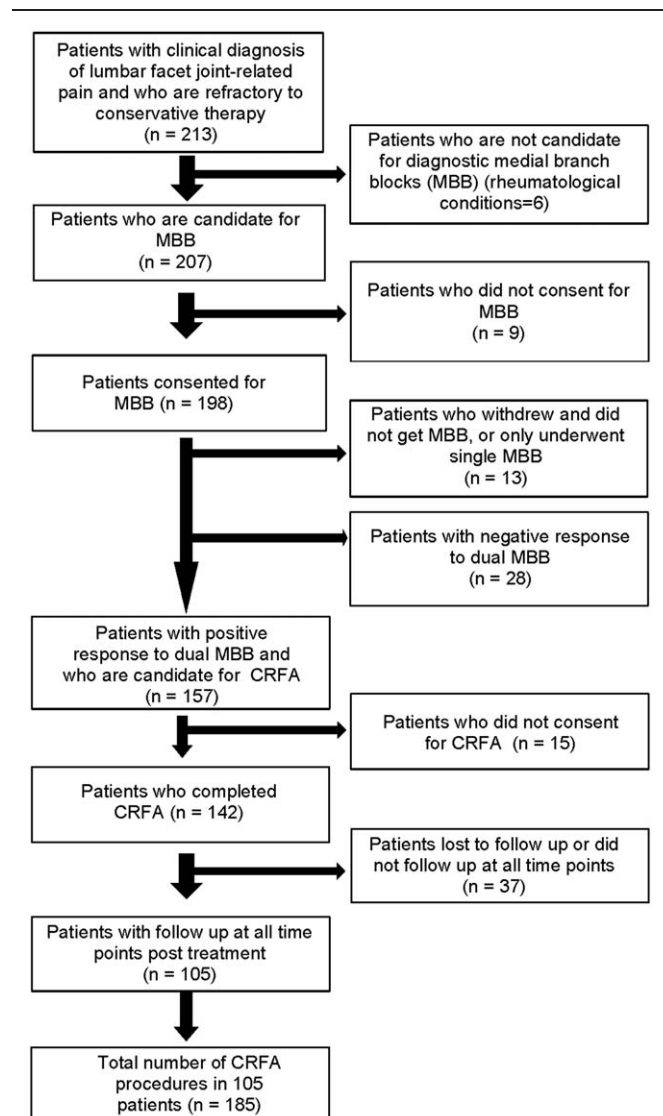 Patients with clinical diagnosis
of lumbar facet joint-related
pain and who are refractory to
conservative therapy
(n = 213)
Patients who are not candidate
for diagnostic medial branch
blocks (MBB) (rheumatological
conditions=6)
Patients who are candidate for
MBB
(n = 207)
Patients who did not consent for
MBB
(n = 9)
Patients consented for
MBB (n = 198)
Patients who withdrew and did
not get MBB, or only underwent
single MBB
(n = 13)
Patients with negative response
to dual MBB
(n = 28)
Patients with positive
response to dual MBB and
who are candidate for CRFA
(n = 157)
Patients who did not consent
for CRFA (n = 15)
Patients who completed
CRFA (n = 142)
Patients lost to follow up or did
not follow up at all time points
(n = 37)
Patients with follow up at all time
points post treatment
(n = 105)
Total number of CRFA
procedures in 105
patients (n = 185)